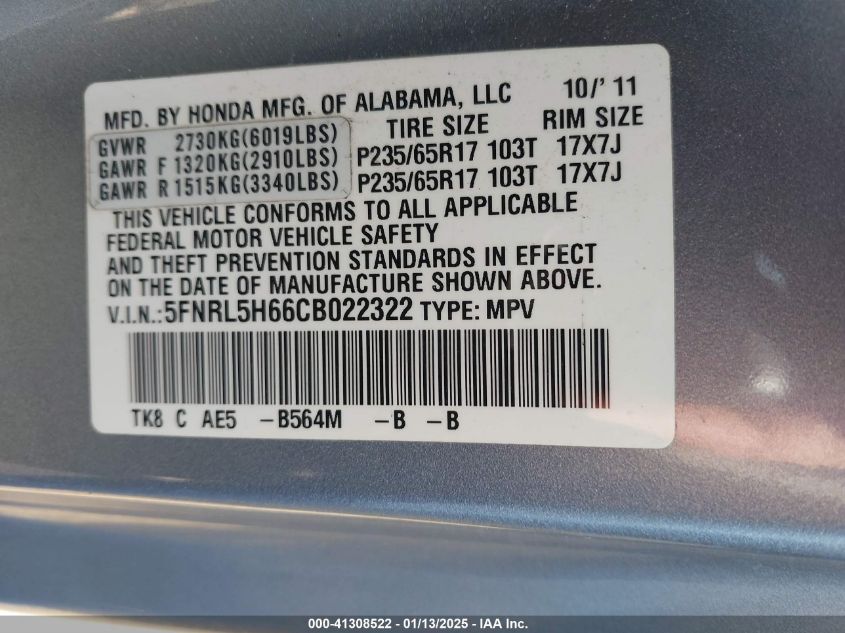 MFD. BY HONDA MFG. OF ALABAMA, LLC 10/' 11
GVWR 2730KG(6019LBS) TIRE SIZE RIM SIZE
GAWR F 1320KG(2910LBS) P235/65R17 103T 17X7J
GAWR R 1515KG(3340LBS) P235/65R17 103T 17X7J
THIS VEHICLE CONFORMS TO ALL APPLICABLE
FEDERAL MOTOR VEHICLE SAFETY
AND THEFT PREVENTION STANDARDS IN EFFECT
ON THE DATE OF MANUFACTURE SHOWN ABOVE.
V.I.N.:5FNRL5H66CB022322 TYPE: MPV
TK8 C AE5 -B564M -B -B
000-41308522 - 01/13/2025 - IAA Inc.